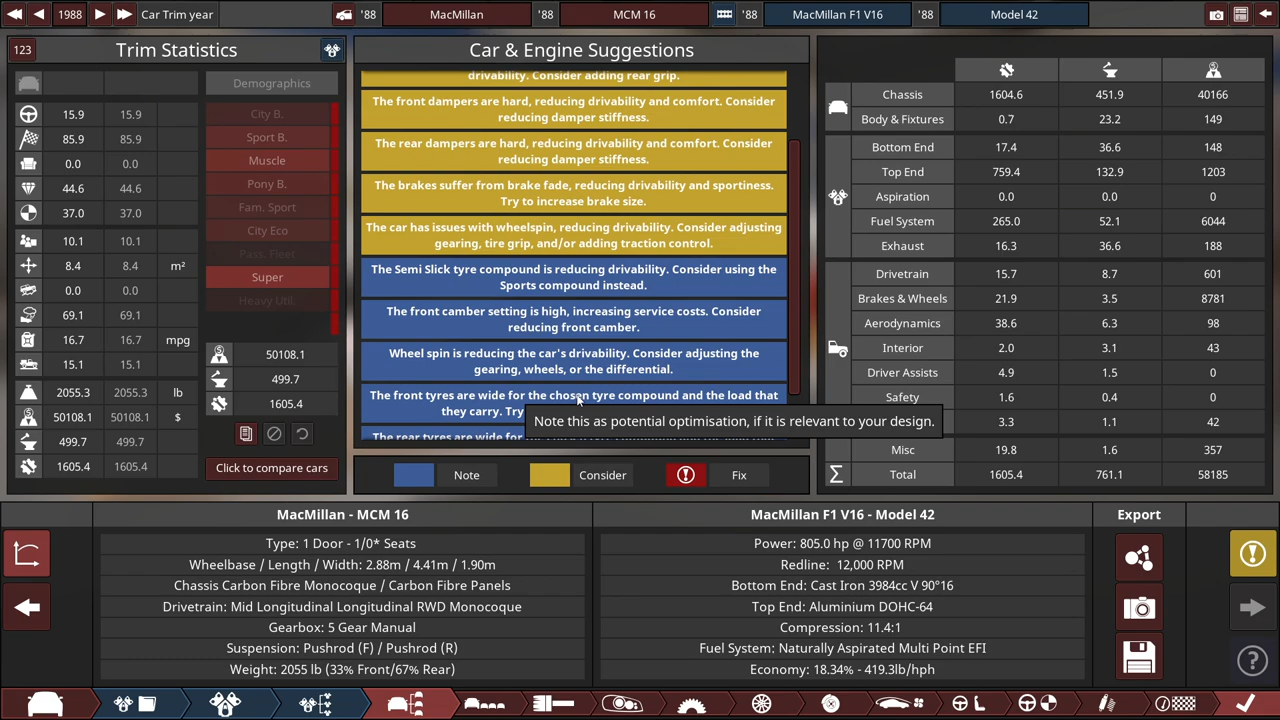 1988
Car Trim year
'88
MacMillan
'88
MCM 16
'88
MacMillan F1 V16
'88
Model 42
123
Trim Statistics
15.9 15.9
85.9 85.9
0.0 0.0
44.6 44.6
37.0 37.0
10.1 10.1
8.4 8.4 m²
0.0 0.0
69.1 69.1
16.7 16.7 mpg
15.1 15.1
2055.3 2055.3 lb
50108.1 50108.1 $
499.7 499.7
1605.4 1605.4
Demographics
City B.
Sport B.
Muscle
Pony B.
Fam. Sport
City Eco
Pass. Fleet
Super
Heavy Util.
50108.1
499.7
1605.4
Click to compare cars
Car & Engine Suggestions
drivability. Consider adding rear grip.
The front dampers are hard, reducing drivability and comfort. Consider
reducing damper stiffness.
The rear dampers are hard, reducing drivability and comfort. Consider
reducing damper stiffness.
The brakes suffer from brake fade, reducing drivability and sportiness.
Try to increase brake size.
The car has issues with wheelspin, reducing drivability. Consider adjusting
gearing, tire grip, and/or adding traction control.
The Semi Slick tyre compound is reducing drivability. Consider using the
Sports compound instead.
The front camber setting is high, increasing service costs. Consider
reducing front camber.
Wheel spin is reducing the car's drivability. Consider adjusting the
gearing, wheels, or the differential.
The front tyres are wide for the chosen tyre compound and the load that
they carry. Try
Note this as potential optimisation, if it is relevant to your design.
The rear tyres are wide for
Note
Consider
Fix
Chassis 1604.6 451.9 40166
Body & Fixtures 0.7 23.2 149
Bottom End 17.4 36.6 148
Top End 759.4 132.9 1203
Aspiration 0.0 0.0 0
Fuel System 265.0 52.1 6044
Exhaust 16.3 36.6 188
Drivetrain 15.7 8.7 601
Brakes & Wheels 21.9 3.5 8781
Aerodynamics 38.6 6.3 98
Interior 2.0 3.1 43
Driver Assists 4.9 1.5 0
Safety 1.6 0.4 0
3.3 1.1 42
Misc 19.8 1.6 357
Σ Total 1605.4 761.1 58185
MacMillan - MCM 16
Type: 1 Door - 1/0* Seats
Wheelbase / Length / Width: 2.88m / 4.41m / 1.90m
Chassis Carbon Fibre Monocoque / Carbon Fibre Panels
Drivetrain: Mid Longitudinal Longitudinal RWD Monocoque
Gearbox: 5 Gear Manual
Suspension: Pushrod (F) / Pushrod (R)
Weight: 2055 lb (33% Front/67% Rear)
MacMillan F1 V16 - Model 42
Power: 805.0 hp @ 11700 RPM
Redline: 12,000 RPM
Bottom End: Cast Iron 3984cc V 90°16
Top End: Aluminium DOHC-64
Compression: 11.4:1
Fuel System: Naturally Aspirated Multi Point EFI
Economy: 18.34% - 419.3lb/hph
Export